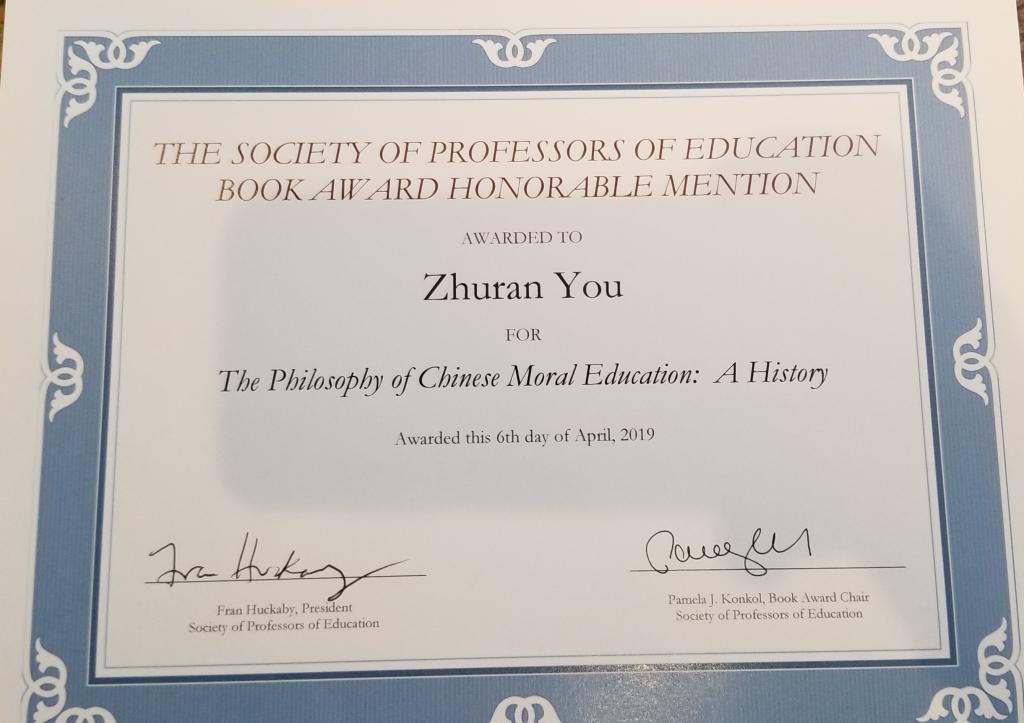 THE SOCIETY OF PROFESSORS OF EDUCATION
BOOK AWARD HONORABLE MENTION
AWARDED TO
Zhuran You
FOR
The Philosophy of Chinese Moral Education: A History
Awarded this 6th day of April, 2019
Fran Huckaby
Fran Huckaby, President
Society of Professors of Education
Pamela J. Konkol, Book Award Chair
Society of Professors of Education